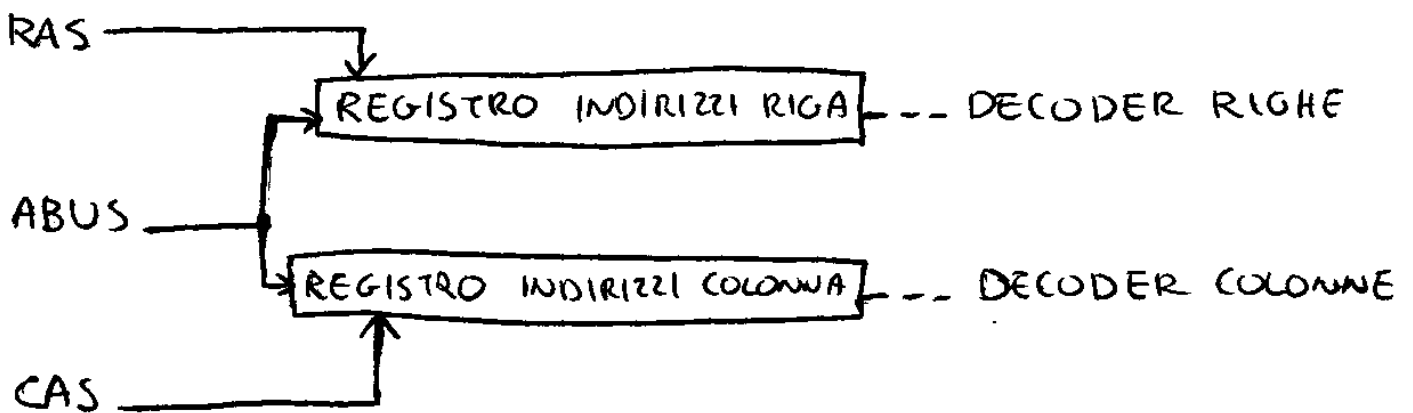 RAS
REGISTRO INDIRIZZI RIGA
DECODER RIGHE
ABUS
REGISTRO INDIRIZZI COLONNA
DECODER COLONNE
CAS